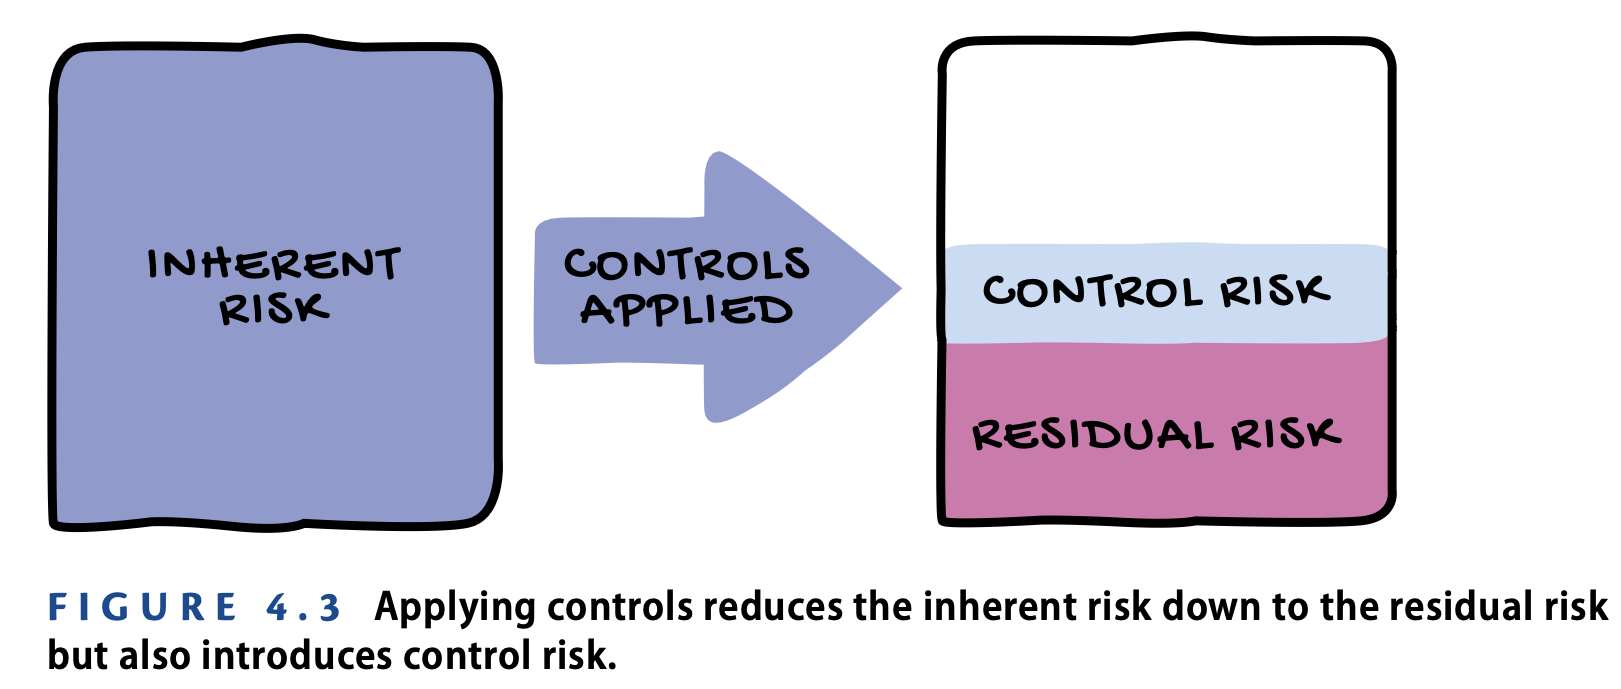 INHERENT
RISK
CONTROLS
APPLIED
CONTROL RISK
RESIDUAL RISK
FIGURE 4.3 Applying controls reduces the inherent risk down to the residual risk
but also introduces control risk.